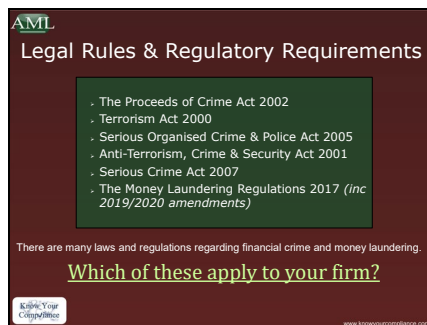 AML
Legal Rules & Regulatory Requirements
The Proceeds of Crime Act 2002
Terrorism Act 2000
Serious Organised Crime & Police Act 2005
Anti-Terrorism, Crime & Security Act 2001
Serious Crime Act 2007
The Money Laundering Regulations 2017 (inc
2019/2020 amendments)
There are many laws and regulations regarding financial crime and money laundering.
Which of these apply to your firm?
Know Your
Compliance
www.knowyourcompliance.com